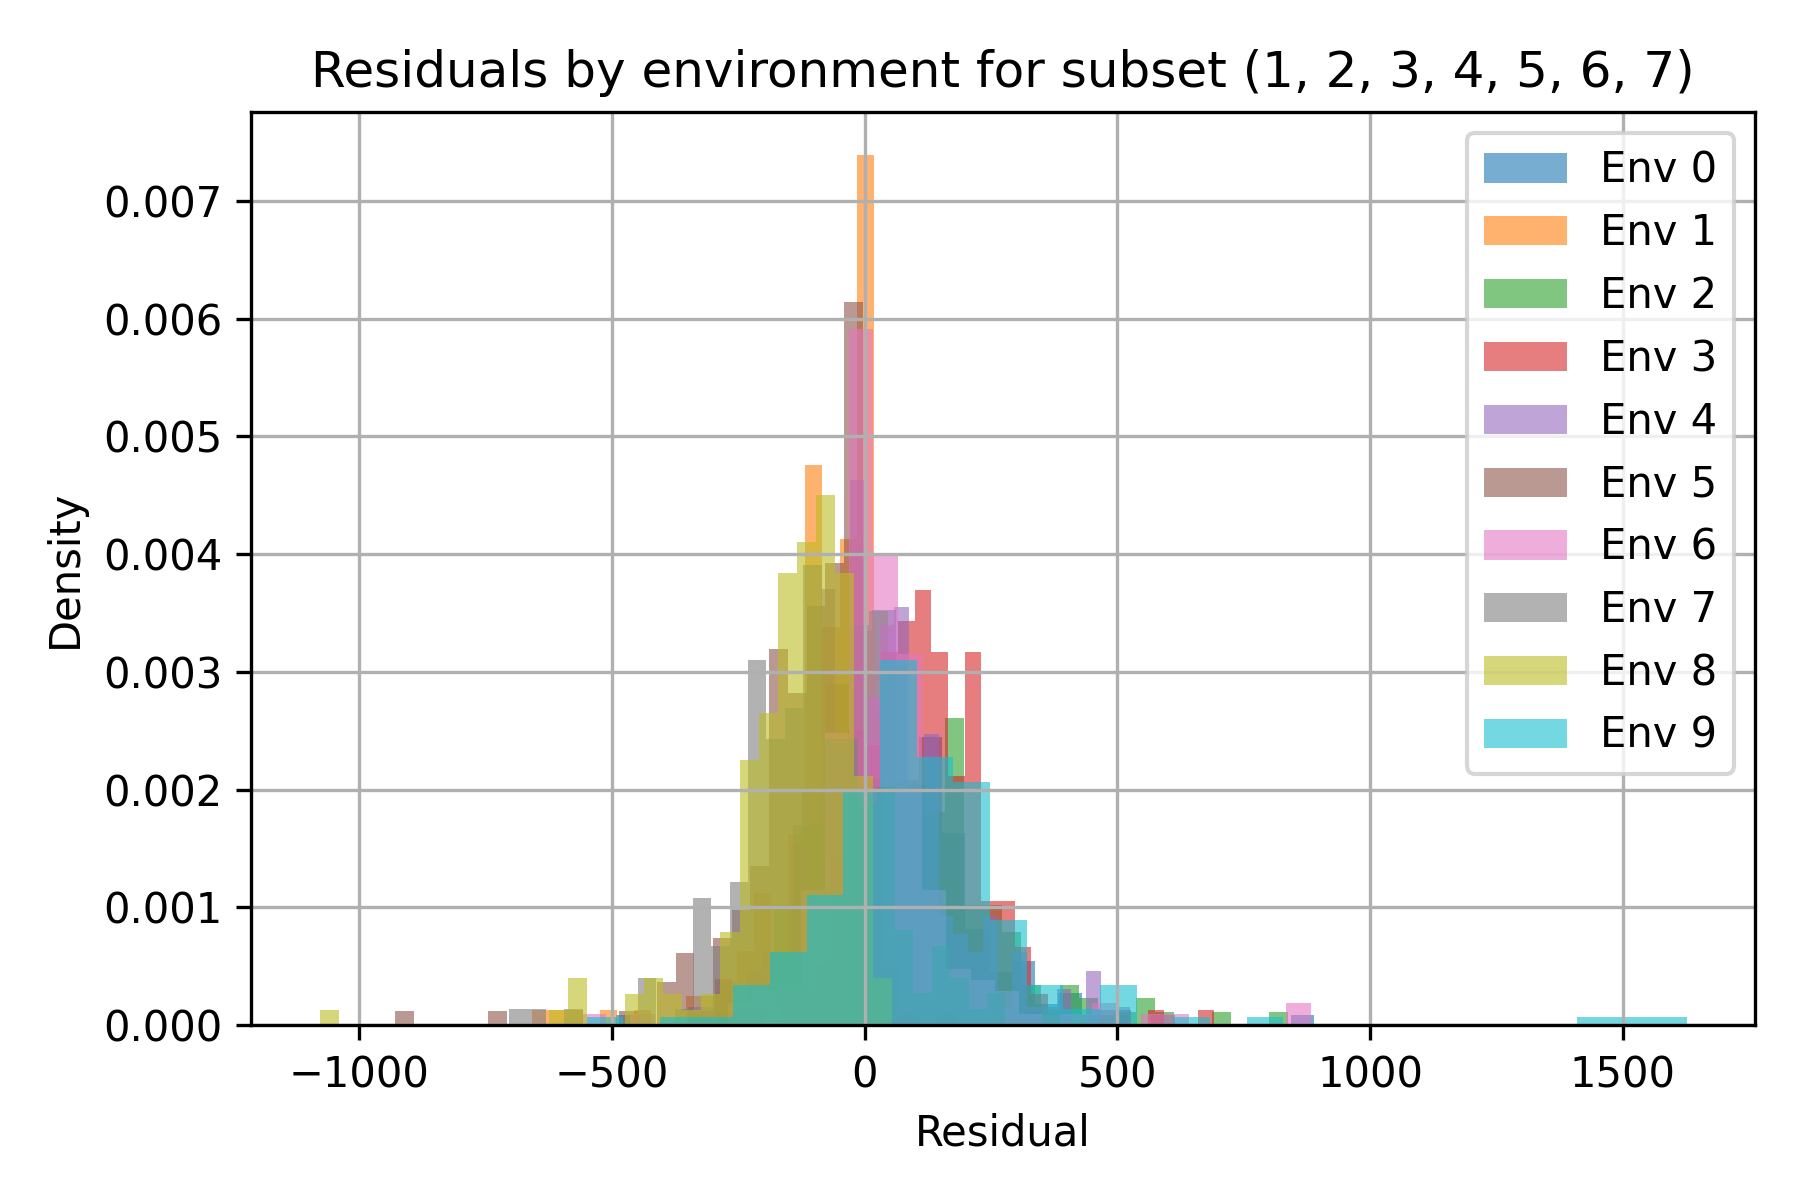 Residuals by environment for subset (1, 2, 3, 4, 5, 6, 7)
Density
0.007
0.006
0.005
0.004
0.003
0.002
0.001
0.000
−1000
−500
0
500
1000
1500
Residual
Env 0
Env 1
Env 2
Env 3
Env 4
Env 5
Env 6
Env 7
Env 8
Env 9